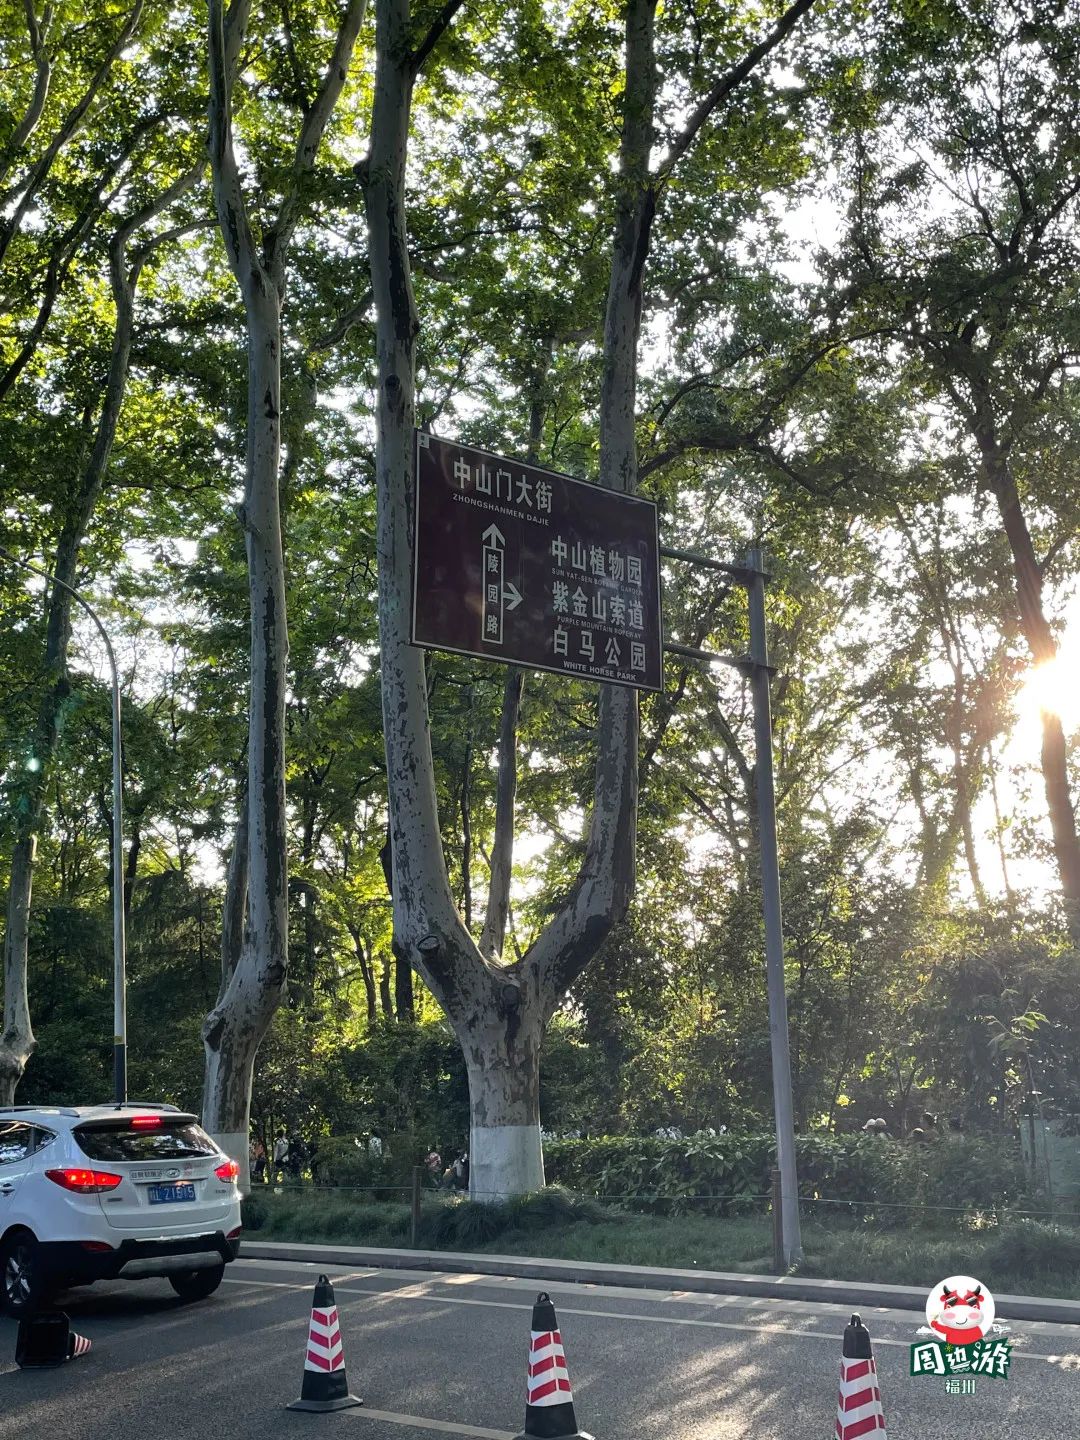 中山门大街
ZHONGSHANMEN DAJIE
陵园路
中山植物园
SUN YAT-SEN BOTANIC GARDEN
紫金山索道
PURPLE MOUNTAIN ROPEWAY
白马公园
WHITE HORSE PARK
周边游
福川